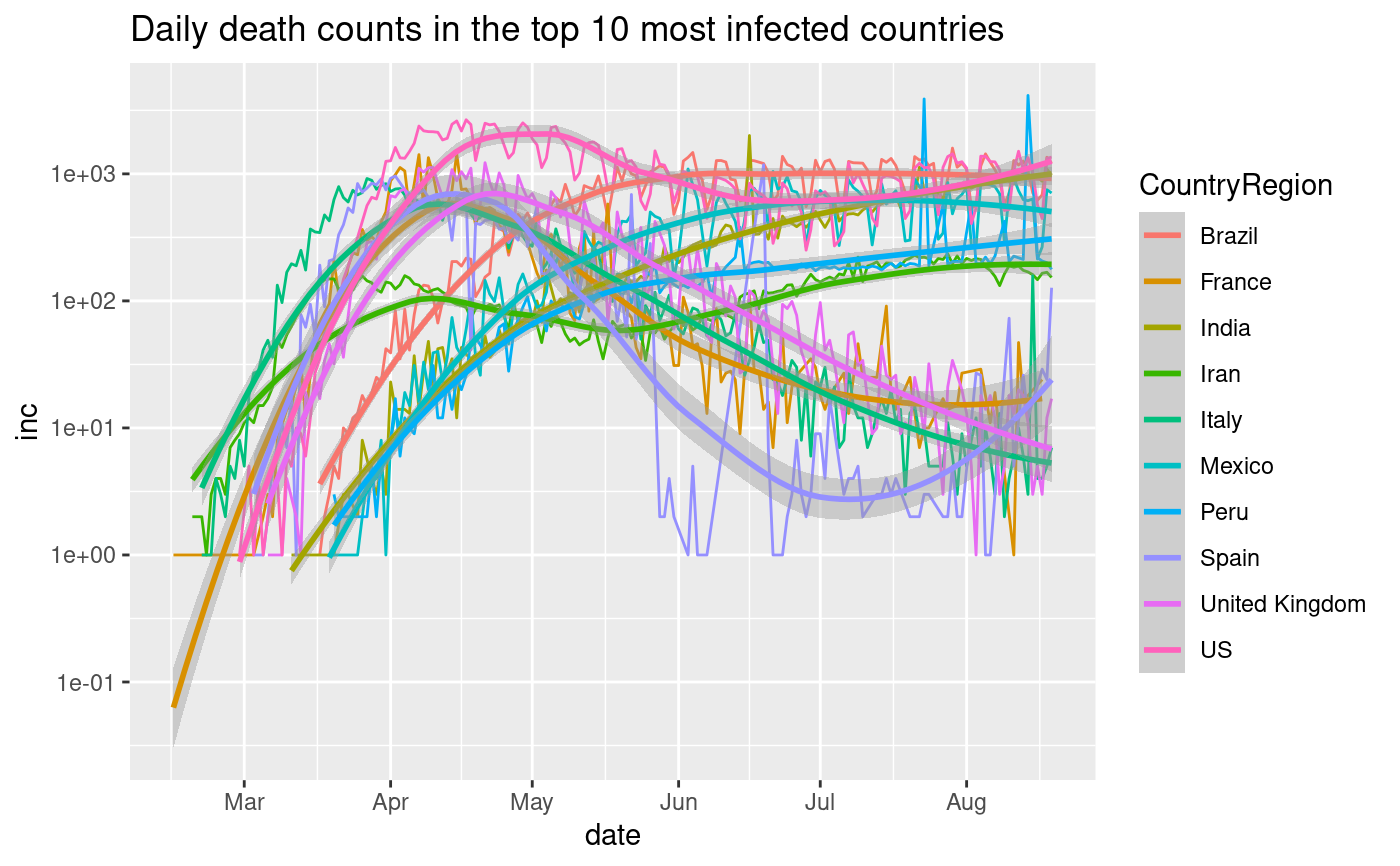 Daily death counts in the top 10 most infected countries
inc
1e+03
1e+02
1e+01
1e+00
1e-01
Mar Apr May Jun Jul Aug
date
CountryRegion
Brazil
France
India
Iran
Italy
Mexico
Peru
Spain
United Kingdom
US